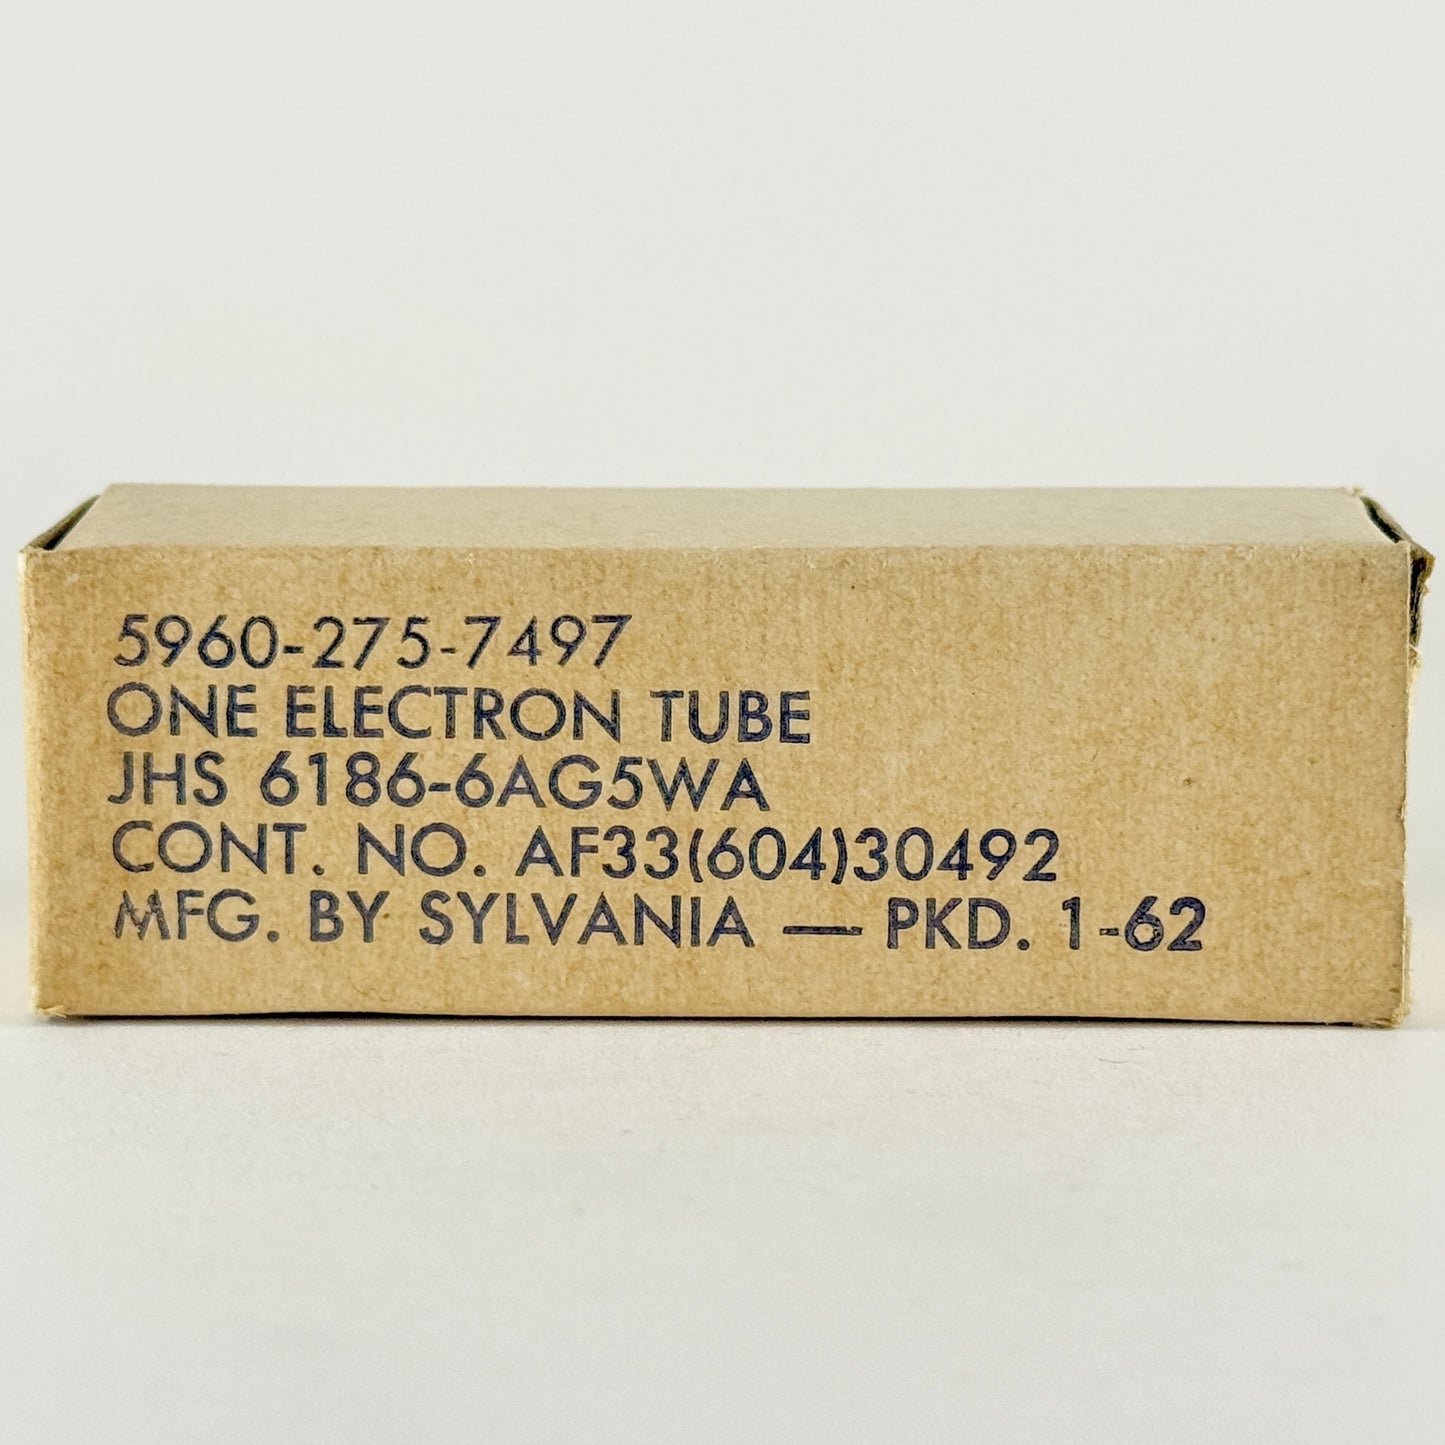 5960-275-7497
ONE ELECTRON TUBE
JHS 6186-6AG5WA
CONT. NO. AF33(604)30492
MFG. BY SYLVANIA — PKD. 1-62